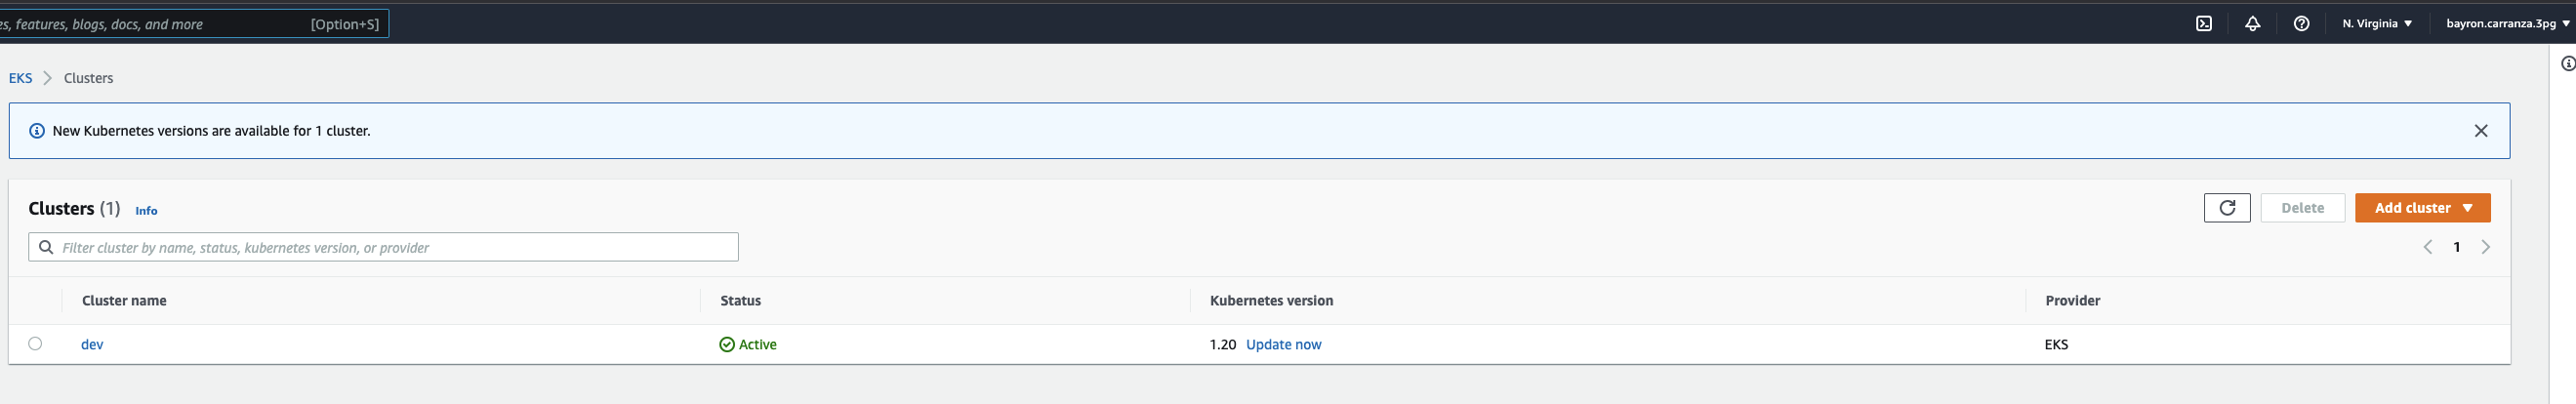 es, features, blogs, docs, and more [Option+S] N. Virginia bayron.carranza.3pg
EKS Clusters
New Kubernetes versions are available for 1 cluster.
Clusters (1) Info Delete Add cluster
Filter cluster by name, status, kubernetes version, or provider 1
Cluster name Status Kubernetes version Provider
dev Active 1.20 Update now EKS